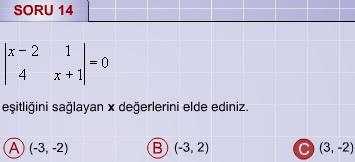 SORU 14
|x − 2 1|
|4 x + 1| = 0
eşitliğini sağlayan x değerlerini elde ediniz.
A (-3, -2) B (-3, 2) C (3, -2)